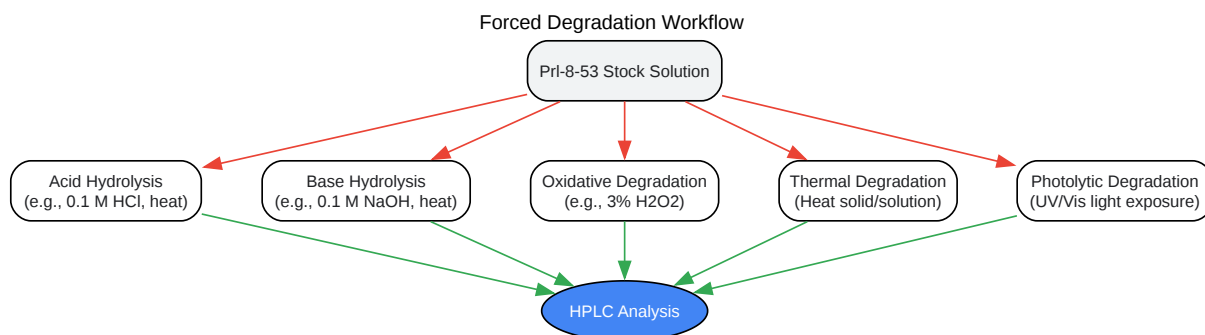 Forced Degradation Workflow
Prl-8-53 Stock Solution
Acid Hydrolysis
(e.g., 0.1 M HCl, heat)
Base Hydrolysis
(e.g., 0.1 M NaOH, heat)
Oxidative Degradation
(e.g., 3% H2O2)
Thermal Degradation
(Heat solid/solution)
Photolytic Degradation
(UV/Vis light exposure)
HPLC Analysis